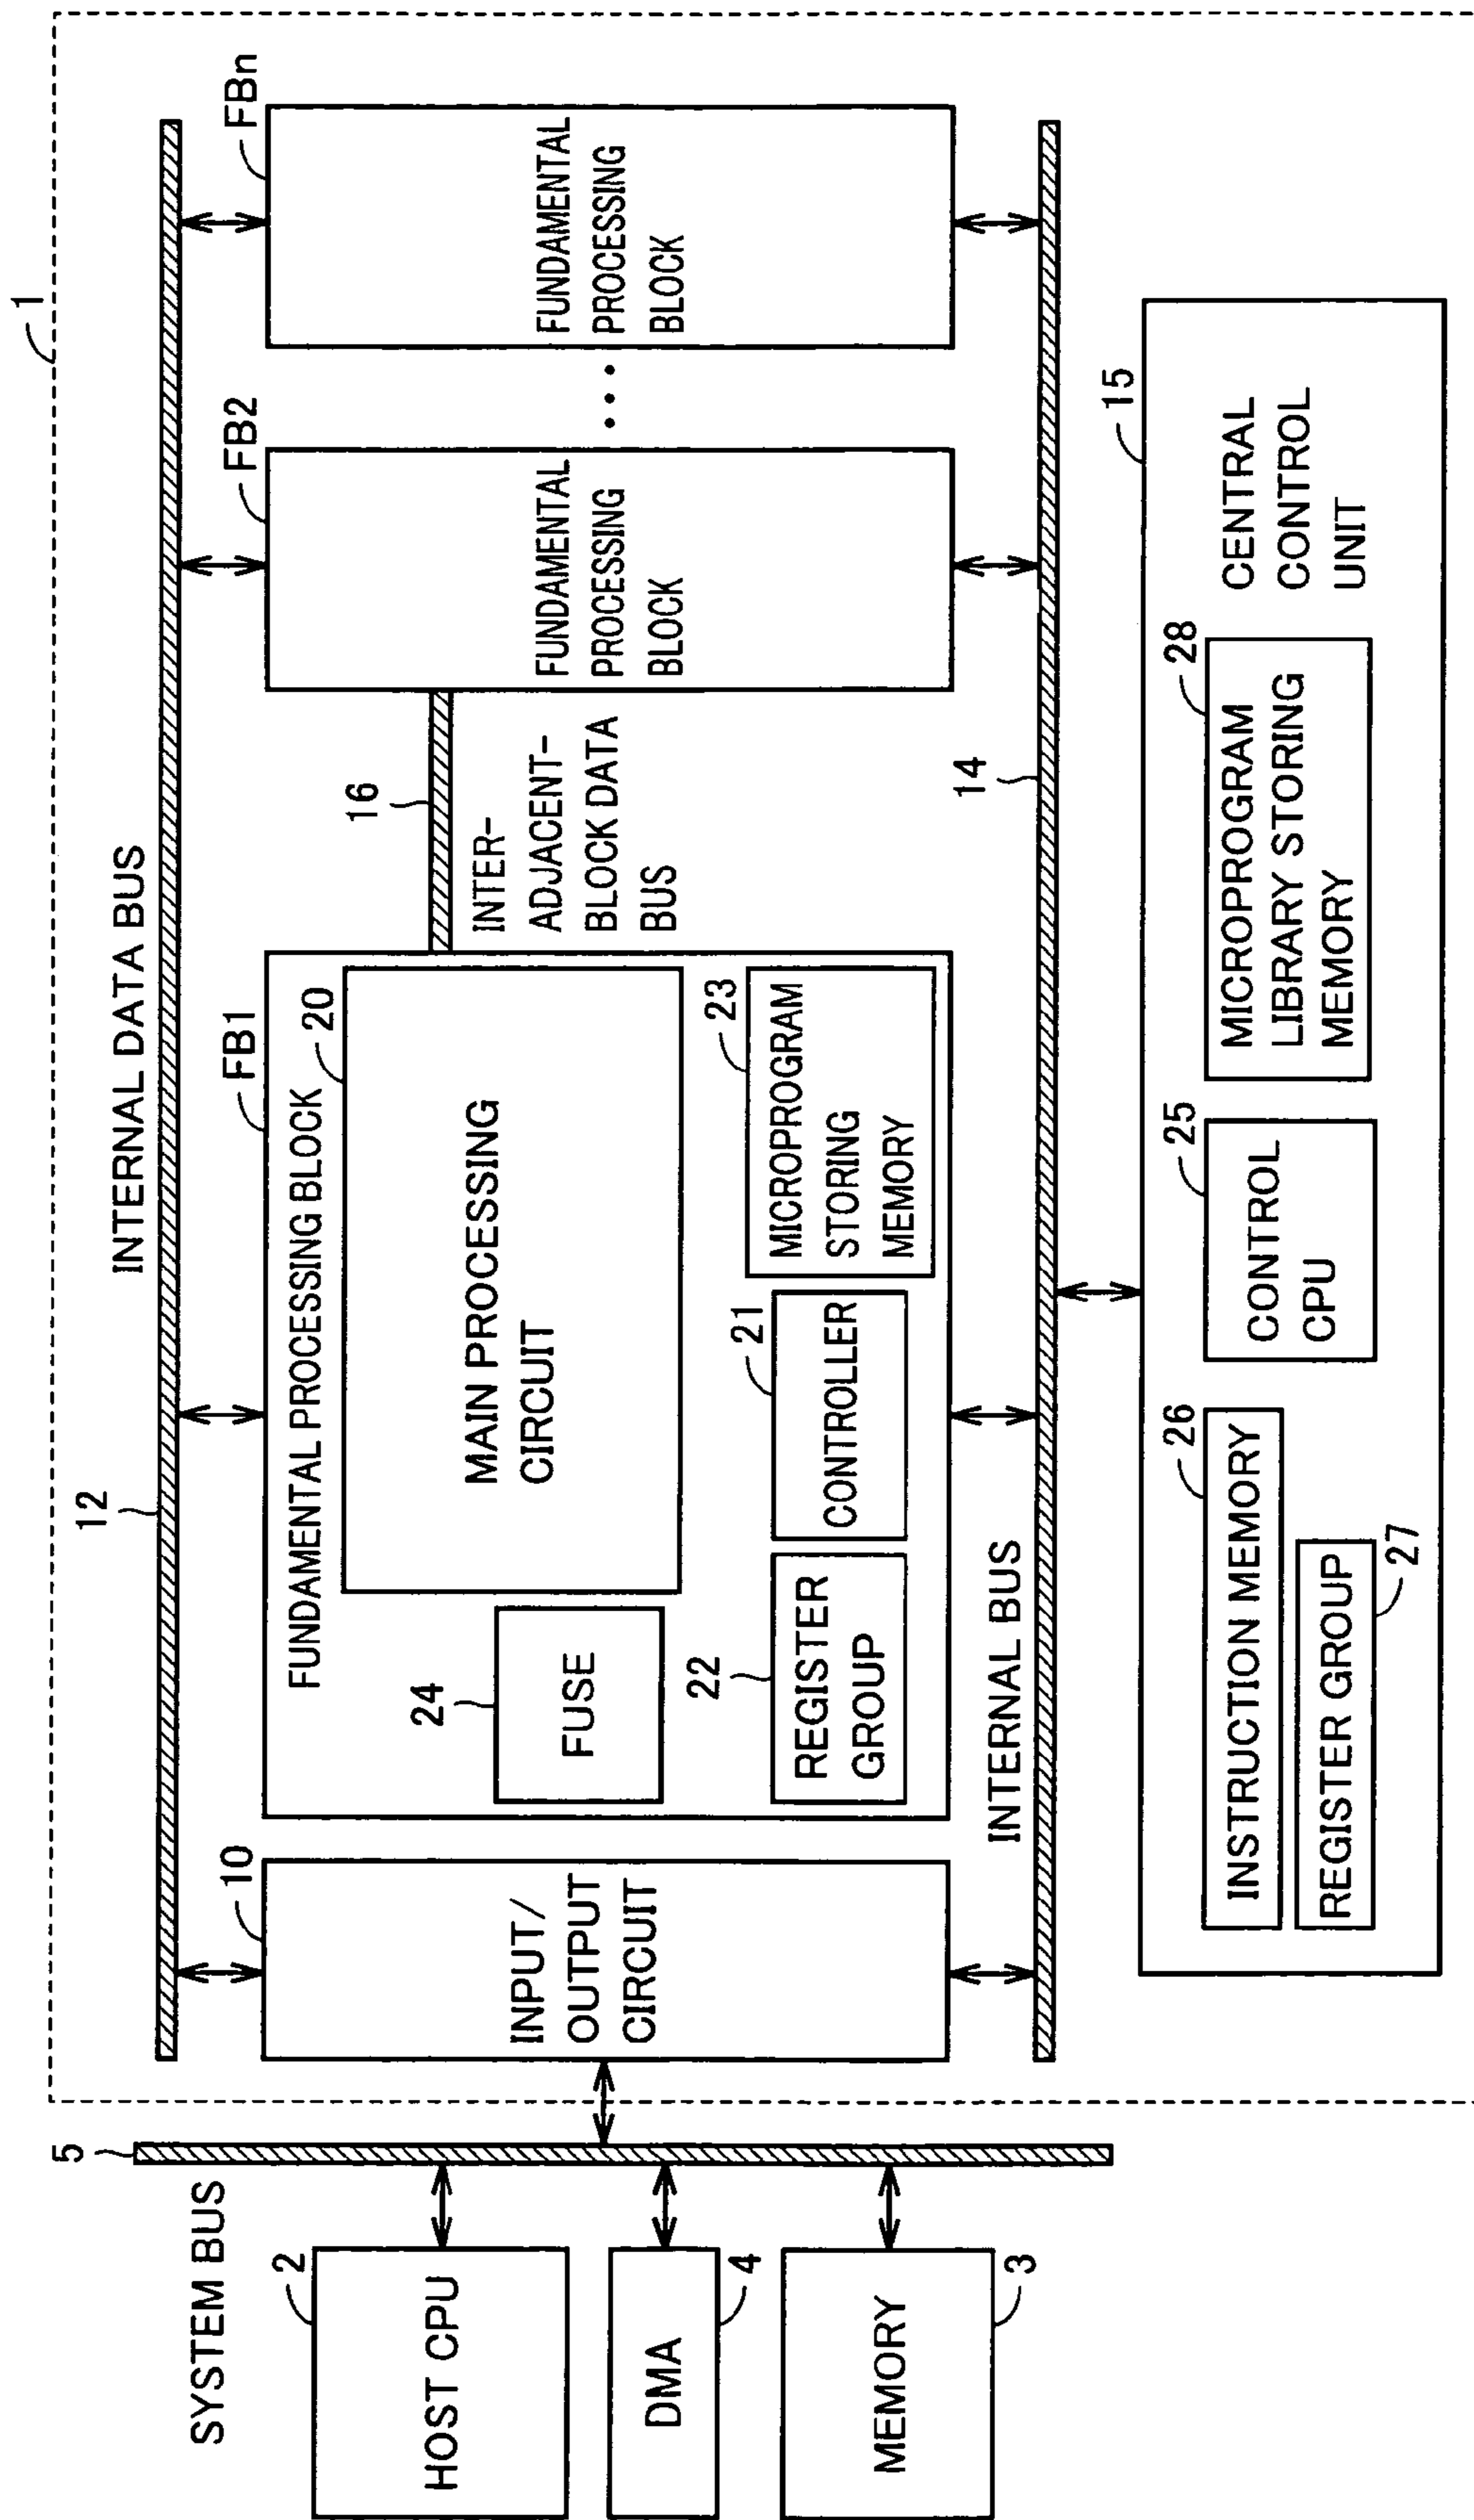 1
SYSTEM BUS
5
2
HOST CPU
DMA
4
MEMORY
3
12
INTERNAL DATA BUS
10
INPUT/
OUTPUT
CIRCUIT
FB1
FUNDAMENTAL PROCESSING BLOCK
20
MAIN PROCESSING
CIRCUIT
24
FUSE
22
REGISTER
GROUP
21
CONTROLLER
23
MICROPROGRAM
STORING
MEMORY
16
INTER-
ADJACENT-
BLOCK DATA
BUS
FB2
FUNDAMENTAL
PROCESSING
BLOCK
...
FBn
FUNDAMENTAL
PROCESSING
BLOCK
INTERNAL BUS
14
15
26
INSTRUCTION MEMORY
REGISTER GROUP
27
25
CONTROL
CPU
28
MICROPROGRAM
LIBRARY STORING
MEMORY
CENTRAL
CONTROL
UNIT